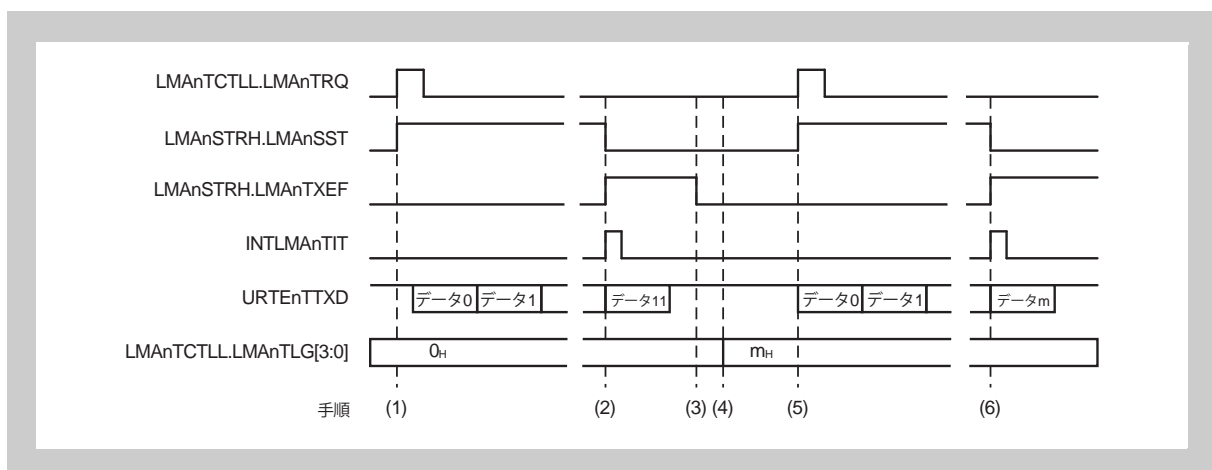 LMAnTCTLL.LMAnTRQ
LMAnSTRH.LMAnSST
LMAnSTRH.LMAnTXEF
INTLMAnTIT
URTEnTTXD データ0 データ1 データ11 データ0 データ1 データm
LMAnTCTLL.LMAnTLG[3:0] 0H mH
手順 (1) (2) (3) (4) (5) (6)